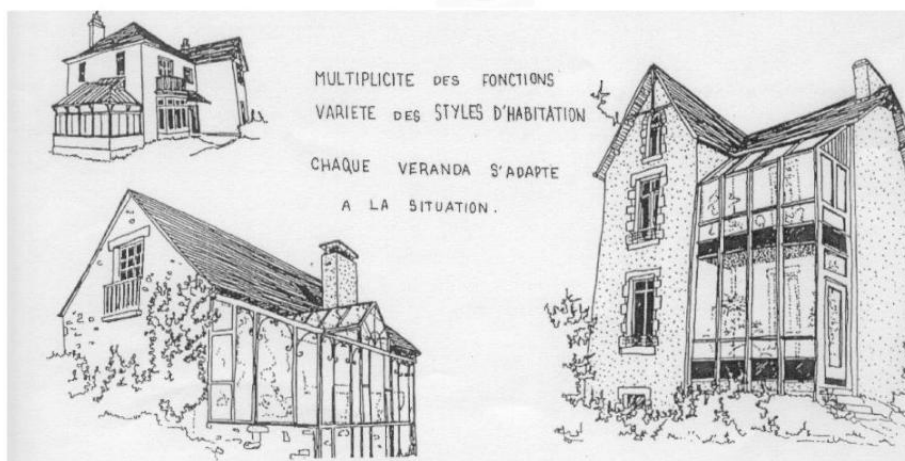 MULTIPLICITE DES FONCTIONS
VARIETE DES STYLES D'HABITATION
CHAQUE VERANDA S'ADAPTE
A LA SITUATION.